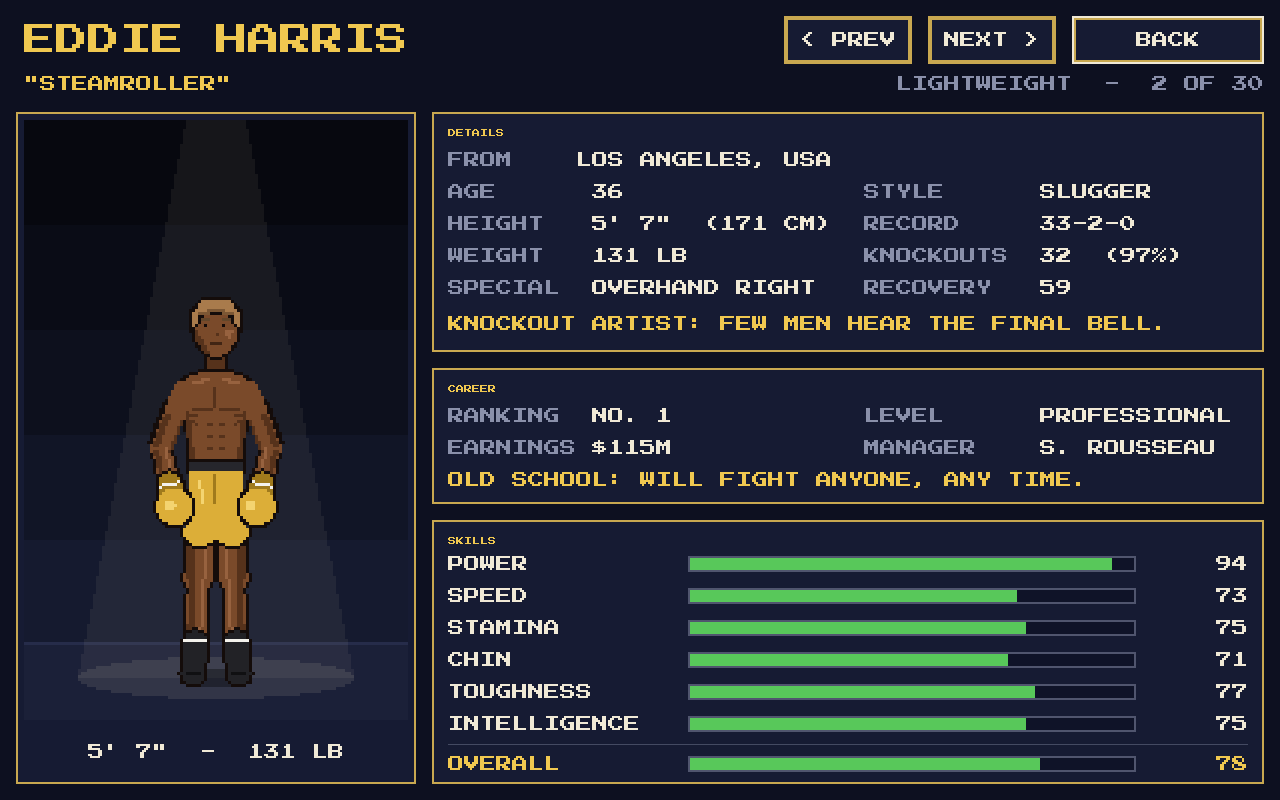 EDDIE HARRIS
< PREV NEXT > BACK
"STEAMROLLER"
LIGHTWEIGHT - 2 OF 30
DETAILS
FROM LOS ANGELES, USA
AGE 36 STYLE SLUGGER
HEIGHT 5' 7" (171 CM) RECORD 33-2-0
WEIGHT 131 LB KNOCKOUTS 32 (97%)
SPECIAL OVERHAND RIGHT RECOVERY 59
KNOCKOUT ARTIST: FEW MEN HEAR THE FINAL BELL.
CAREER
RANKING NO. 1 LEVEL PROFESSIONAL
EARNINGS $115M MANAGER S. ROUSSEAU
OLD SCHOOL: WILL FIGHT ANYONE, ANY TIME.
SKILLS
POWER 94
SPEED 73
STAMINA 75
CHIN 71
TOUGHNESS 77
INTELLIGENCE 75
OVERALL 78
5' 7" - 131 LB